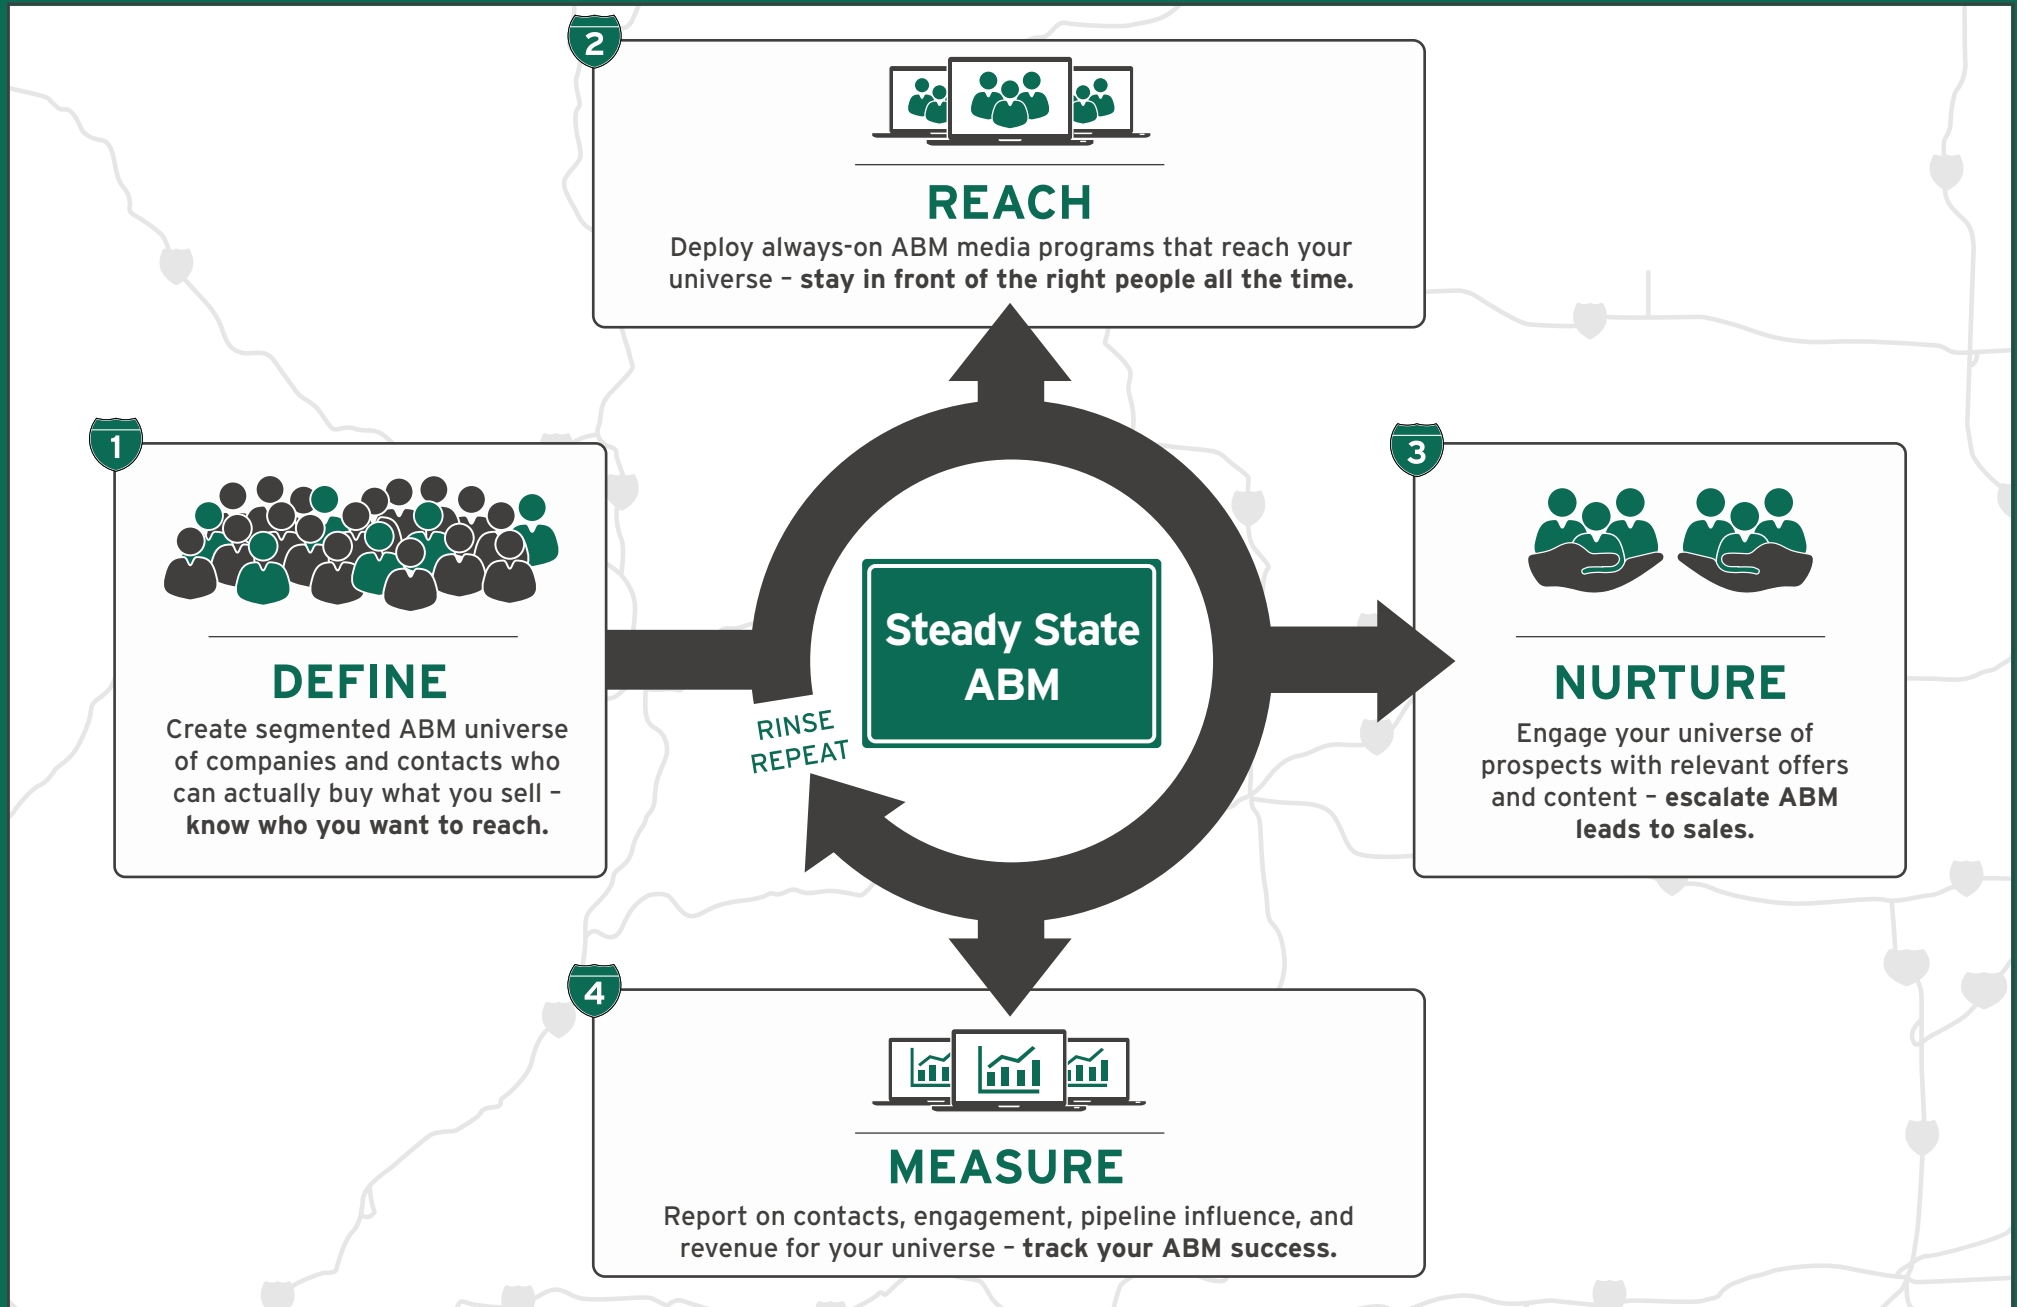 1
DEFINE
Create segmented ABM universe
of companies and contacts who
can actually buy what you sell –
know who you want to reach.
2
REACH
Deploy always-on ABM media programs that reach your
universe – stay in front of the right people all the time.
3
NURTURE
Engage your universe of
prospects with relevant offers
and content – escalate ABM
leads to sales.
4
MEASURE
Report on contacts, engagement, pipeline influence, and
revenue for your universe – track your ABM success.
Steady State
ABM
RINSE
REPEAT